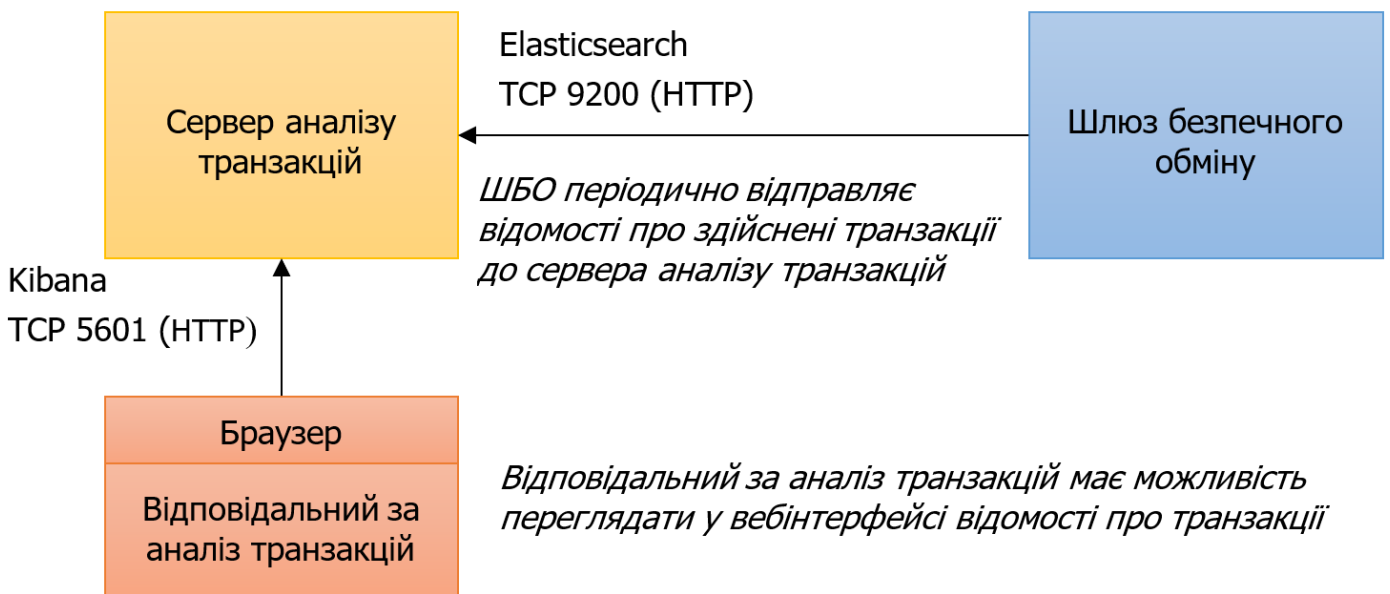 Сервер аналізу
транзакцій
Elasticsearch
TCP 9200 (HTTP)
Шлюз безпечного
обміну
ШБО періодично відправляє
відомості про здійснені транзакції
до сервера аналізу транзакцій
Kibana
TCP 5601 (HTTP)
Браузер
Відповідальний за
аналіз транзакцій
Відповідальний за аналіз транзакцій має можливість
переглядати у вебінтерфейсі відомості про транзакції